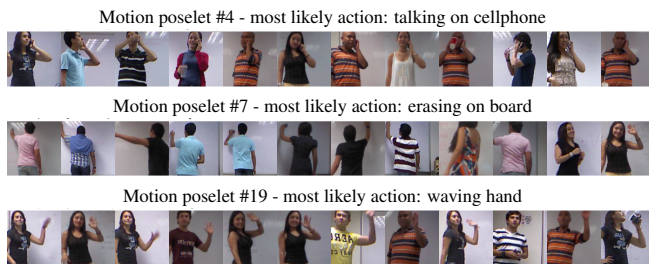 Motion poselet #4 - most likely action: talking on cellphone
Motion poselet #7 - most likely action: erasing on board
Motion poselet #19 - most likely action: waving hand